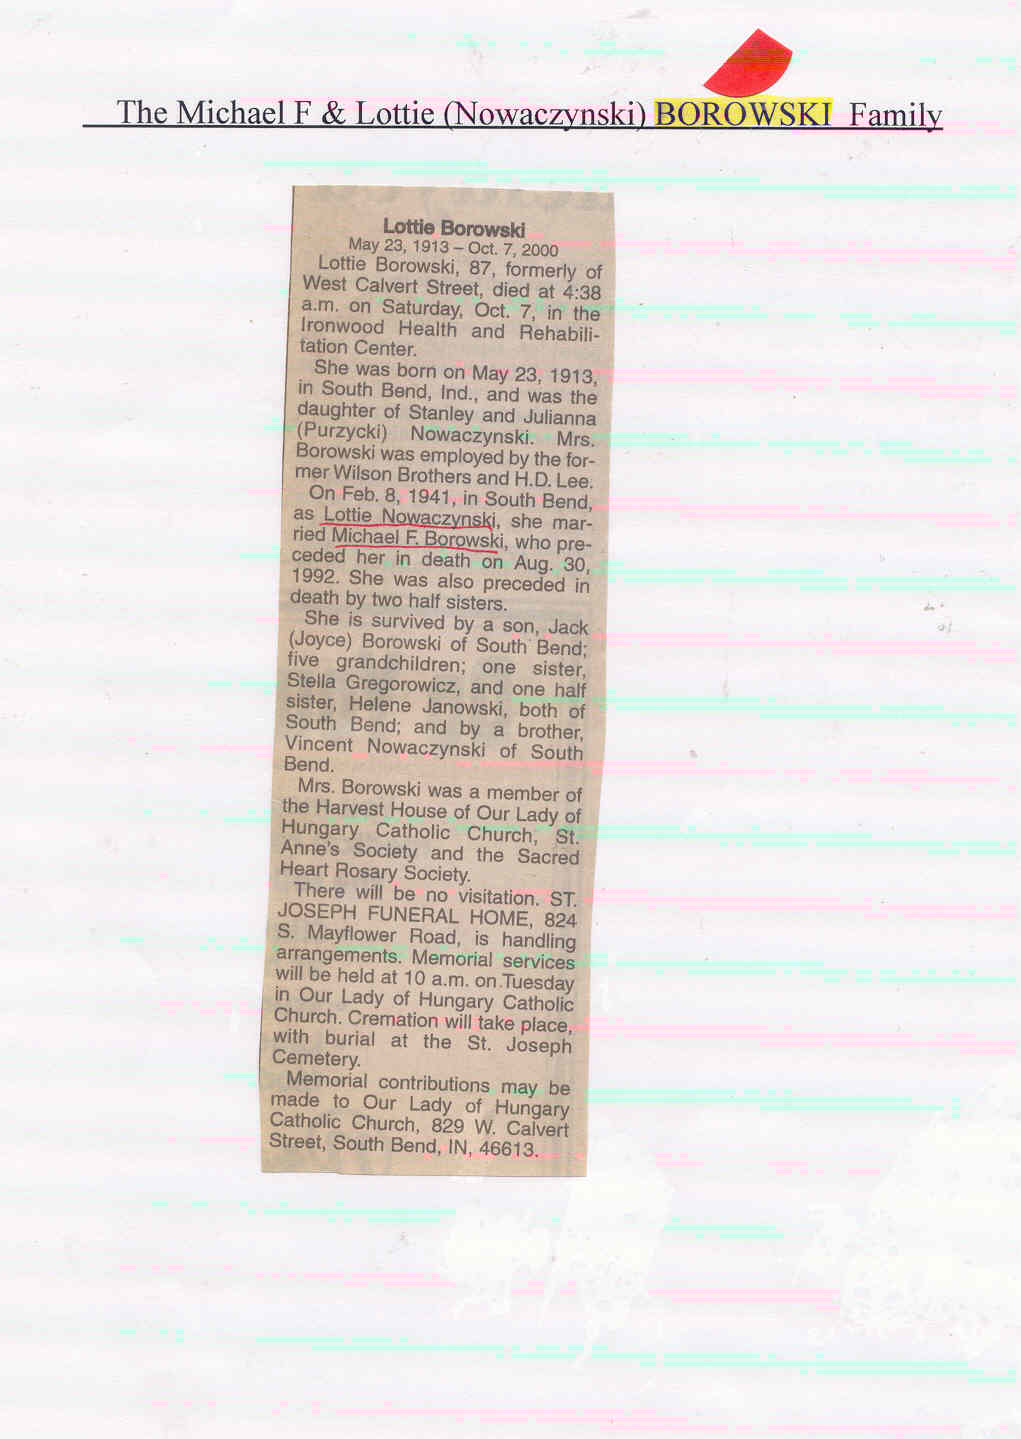 The Michael F & Lottie (Nowaczynski) BOROWSKI Family
Lottie Borowski
May 23, 1913 – Oct. 7, 2000
Lottie Borowski, 87, formerly of
West Calvert Street, died at 4:38
a.m. on Saturday, Oct. 7, in the
Ironwood Health and Rehabili-
tation Center.
She was born on May 23, 1913,
in South Bend, Ind., and was the
daughter of Stanley and Julianna
(Purzycki) Nowaczynski. Mrs.
Borowski was employed by the for-
mer Wilson Brothers and H.D. Lee.
On Feb. 8, 1941, in South Bend,
as Lottie Nowaczynski, she mar-
ried Michael F. Borowski, who pre-
ceded her in death on Aug. 30,
1992. She was also preceded in
death by two half sisters.
She is survived by a son, Jack
(Joyce) Borowski of South Bend;
five grandchildren; one sister,
Stella Gregorowicz, and one half
sister, Helene Janowski, both of
South Bend; and by a brother,
Vincent Nowaczynski of South
Bend.
Mrs. Borowski was a member of
the Harvest House of Our Lady of
Hungary Catholic Church, St.
Anne's Society and the Sacred
Heart Rosary Society.
There will be no visitation. ST.
JOSEPH FUNERAL HOME, 824
S. Mayflower Road, is handling
arrangements. Memorial services
will be held at 10 a.m. on Tuesday
in Our Lady of Hungary Catholic
Church. Cremation will take place,
with burial at the St. Joseph
Cemetery.
Memorial contributions may be
made to Our Lady of Hungary
Catholic Church, 829 W. Calvert
Street, South Bend, IN, 46613.